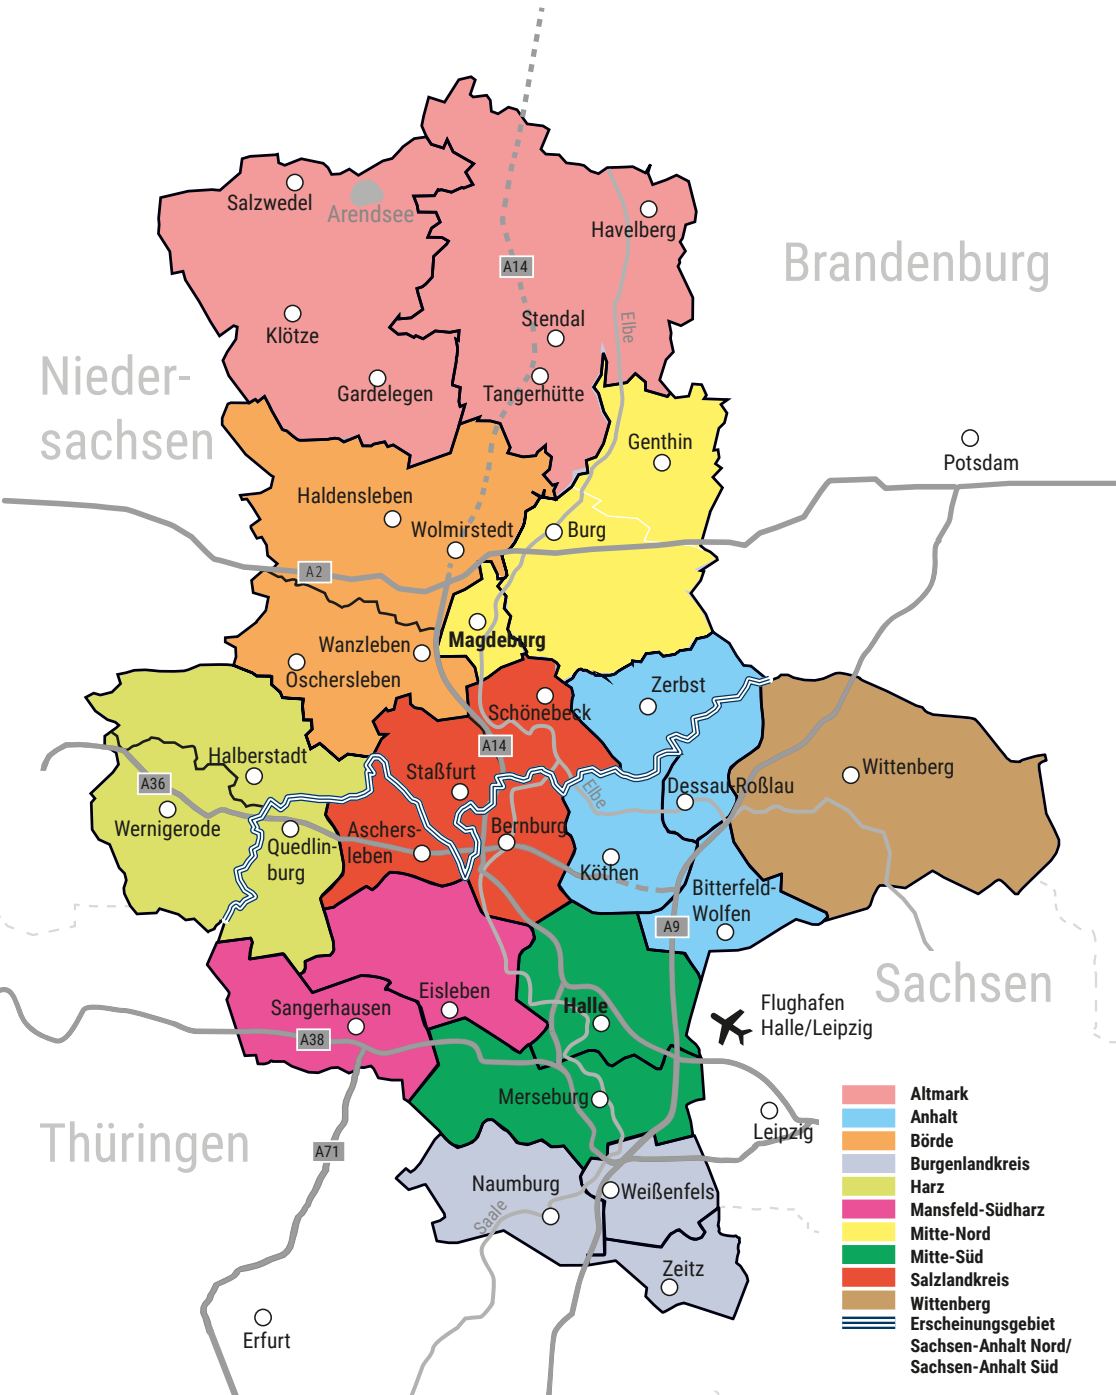 Salzwedel
Arendsee
Havelberg
Brandenburg
A14
Stendal
Elbe
Klötze
Nieder-
sachsen
Gardelegen
Tangerhütte
Genthin
Potsdam
Haldensleben
Wolmirstedt
Burg
A2
Magdeburg
Wanzleben
Oschersleben
Zerbst
Schönebeck
A14
Halberstadt
Staßfurt
Elbe
Dessau-Roßlau
Wittenberg
A36
Wernigerode
Quedlin-
burg
Aschers-
leben
Bernburg
Köthen
Bitterfeld-
Wolfen
A9
Sachsen
Eisleben
Sangerhausen
Halle
Flughafen
Halle/Leipzig
A38
Merseburg
Leipzig
Thüringen
A71
Naumburg
Weißenfels
Saale
Zeitz
Erfurt
Altmark
Anhalt
Börde
Burgenlandkreis
Harz
Mansfeld-Südharz
Mitte-Nord
Mitte-Süd
Salzlandkreis
Wittenberg
Erscheinungsgebiet
Sachsen-Anhalt Nord/
Sachsen-Anhalt Süd